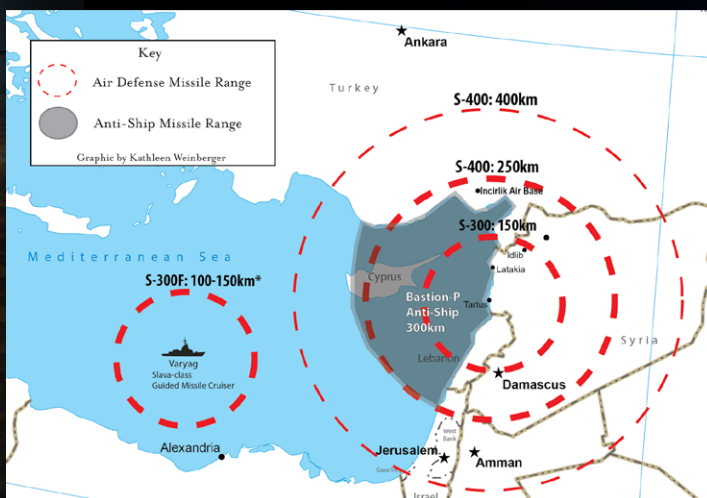 Key
Air Defense Missile Range
Anti-Ship Missile Range
Graphic by Kathleen Weinberger
Ankara
Turkey
S-400: 400km
S-400: 250km
Incirlik Air Base
S-300: 150km
Idlib
Latakia
Mediterranean Sea
S-300F: 100-150km*
Cyprus
Bastion-P
Anti-Ship
300km
Tartus
Syria
Lebanon
Varyag
Slava-class
Guided Missile Cruiser
Damascus
West
Bank
Alexandria
Jerusalem
Amman
Gaza Strip
Israel